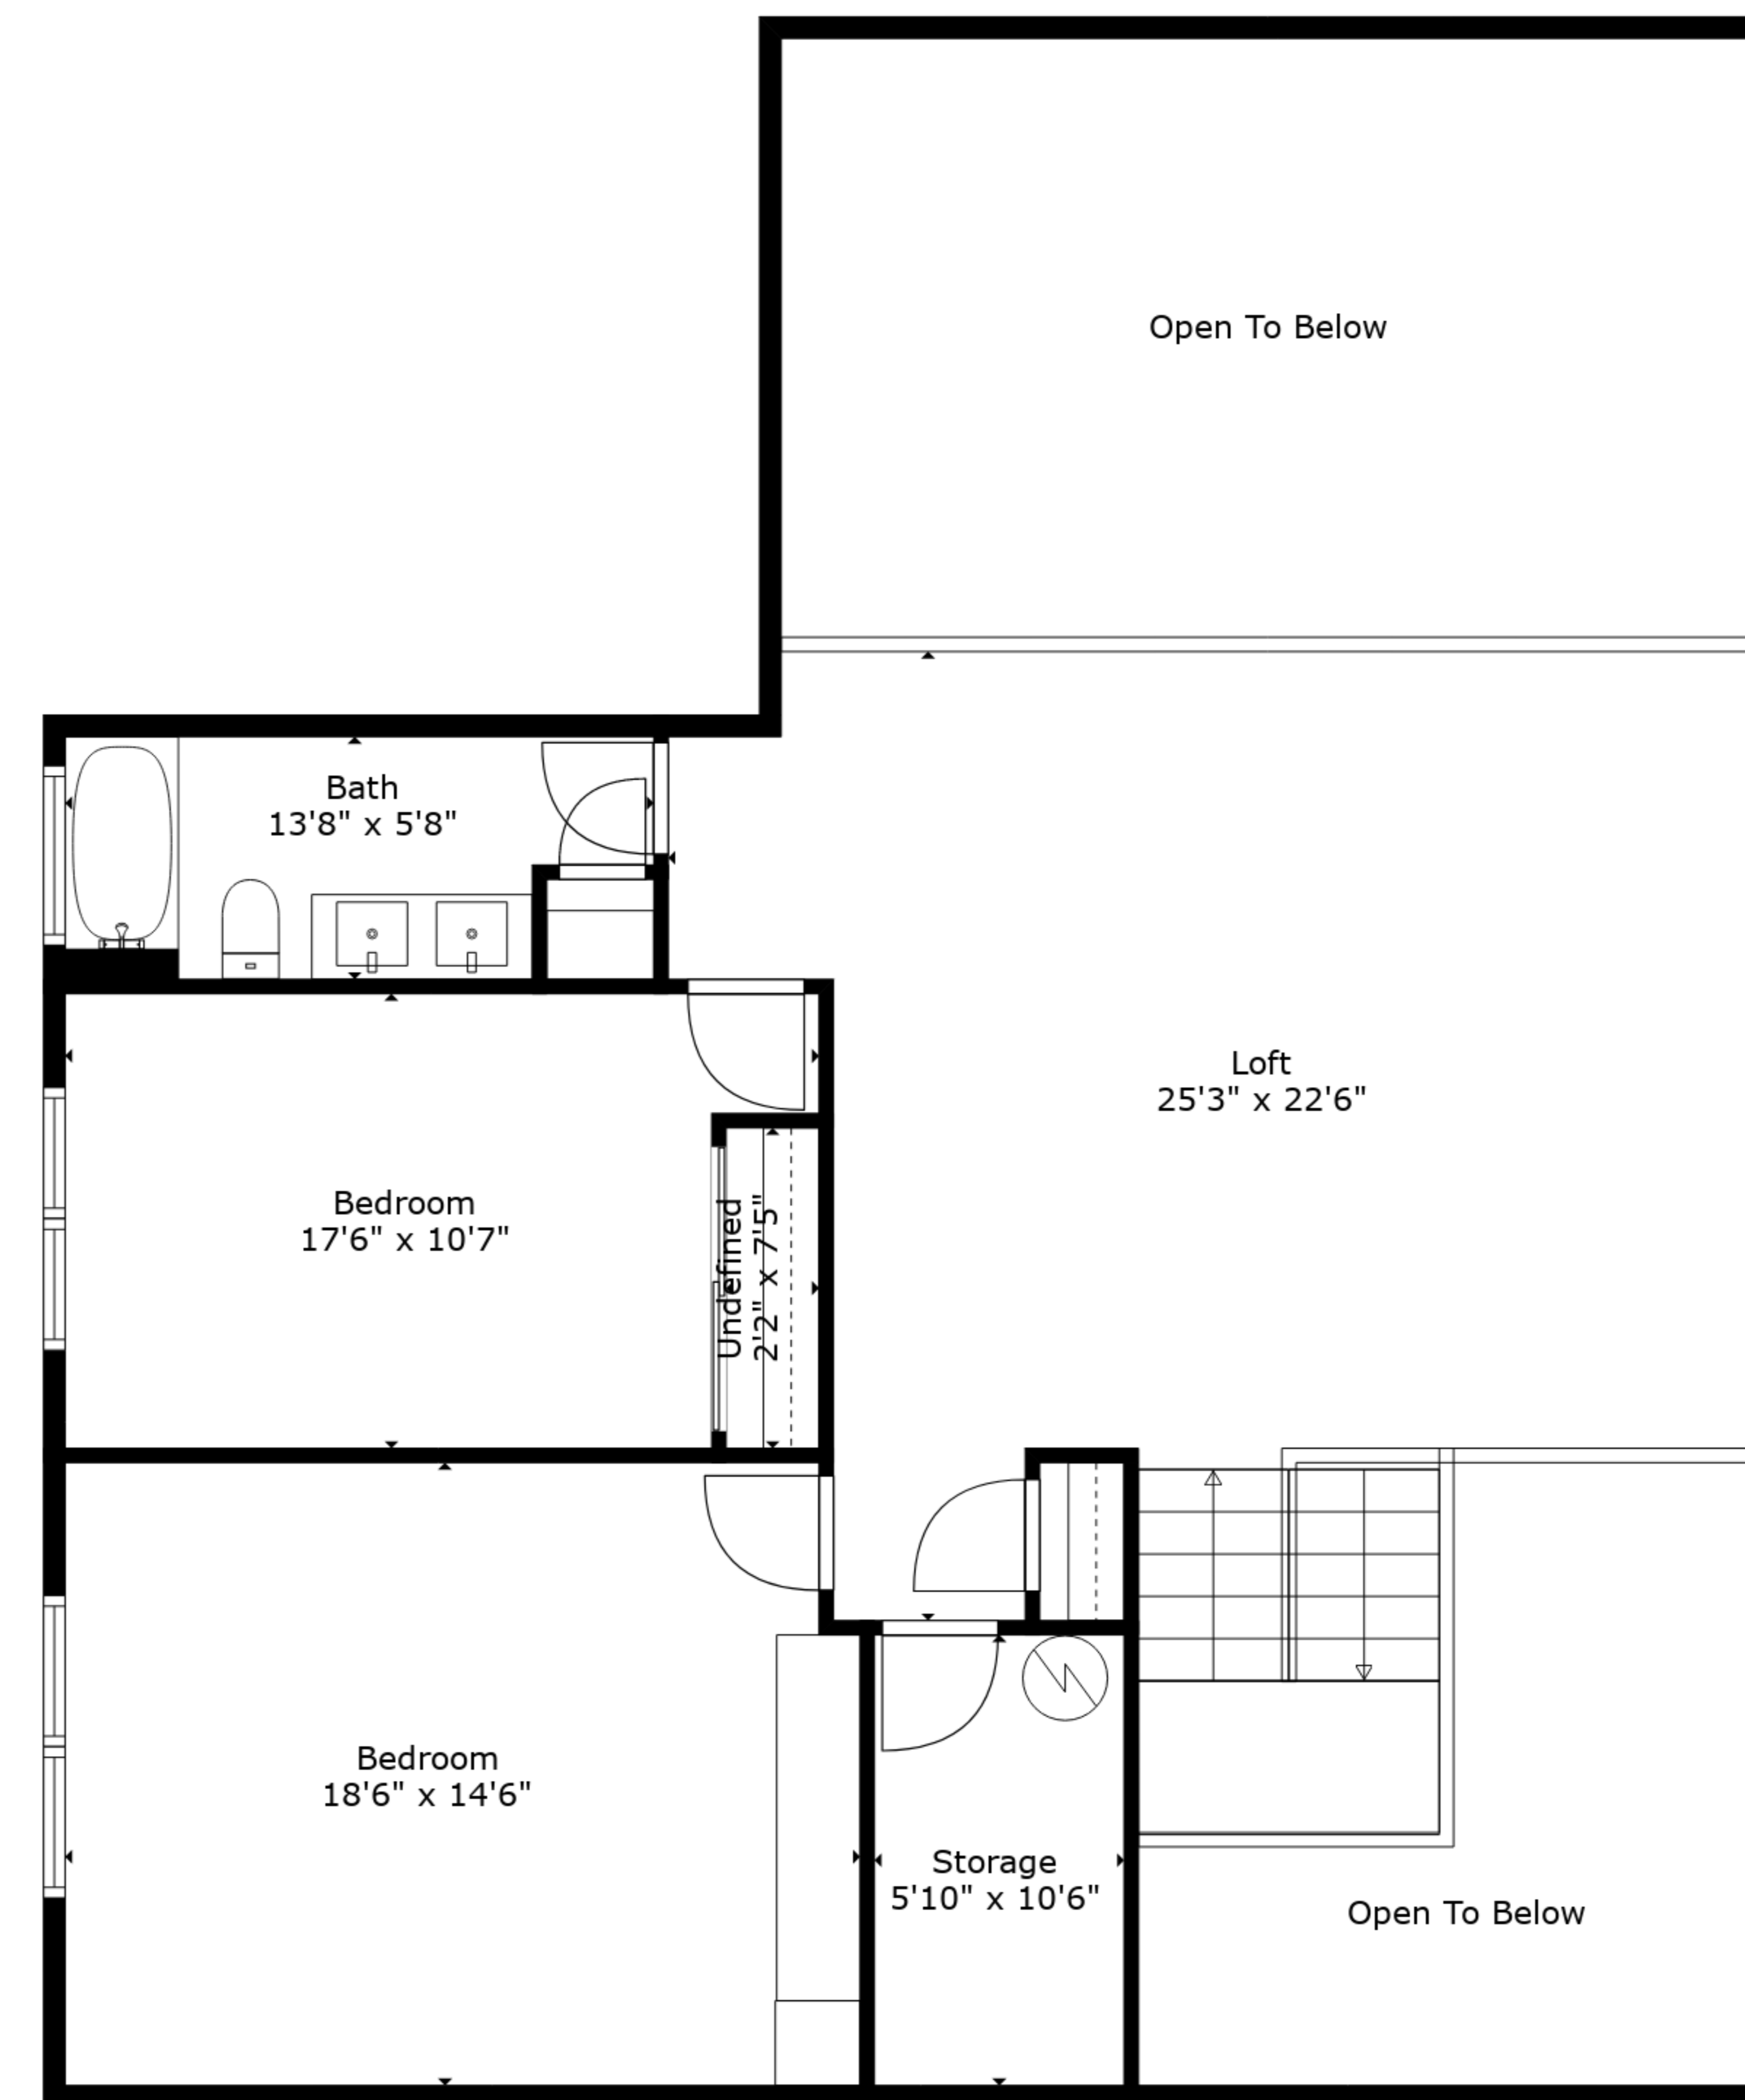 Open To Below
Bath
13'8" x 5'8"
Loft
25'3" x 22'6"
Bedroom
17'6" x 10'7"
Undefined
2'2" x 7'5"
Bedroom
18'6" x 14'6"
Storage
5'10" x 10'6"
Open To Below